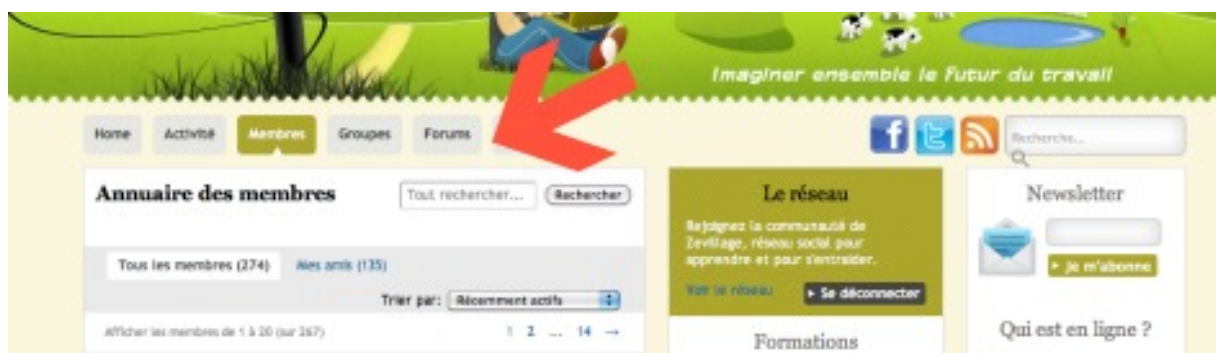 Imaginer ensemble le Futur du travail
Home Activité Membres Groupes Forums
Recherche...
Annuaire des membres
Tout rechercher... Rechercher
Tous les membres (274) Mes amis (135)
Trier par: Récemment actifs
Afficher les membres de 1 à 20 (sur 267)
1 2 ... 14 →
Le réseau
Rejoignez la communauté de
Zevillage, réseau social pour
apprendre et pour s'entraider.
Voir le réseau ▸ Se déconnecter
Formations
Newsletter
▸ Je m'abonne
Qui est en ligne ?